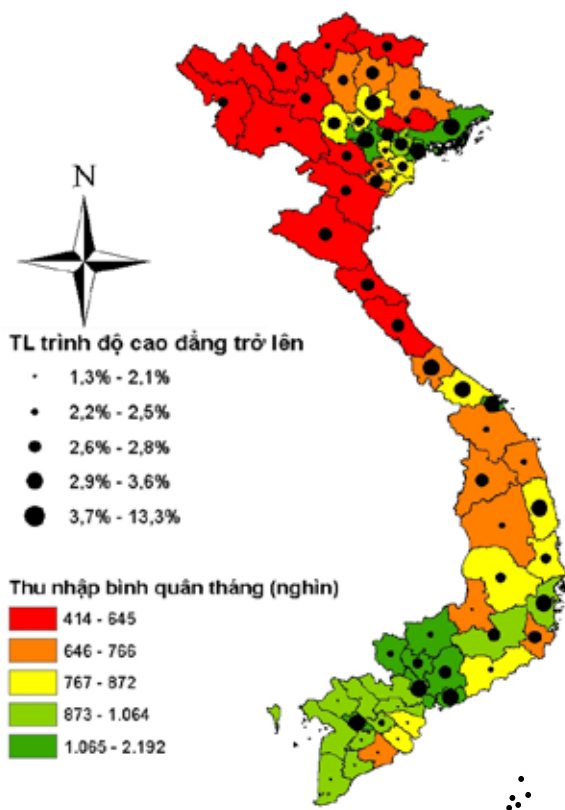 N
TL trình độ cao đẳng trở lên
1,3% - 2,1%
2,2% - 2,5%
2,6% - 2,8%
2,9% - 3,6%
3,7% - 13,3%
Thu nhập bình quân tháng (nghìn)
414 - 645
646 - 766
767 - 872
873 - 1.064
1.065 - 2.192